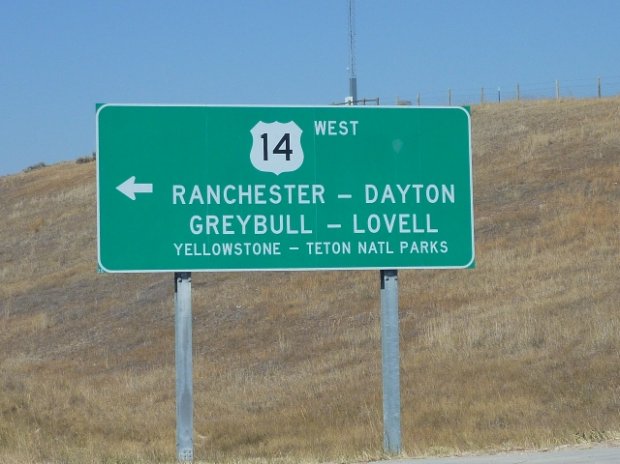 14 WEST
RANCHESTER – DAYTON
GREYBULL – LOVELL
YELLOWSTONE – TETON NATL PARKS